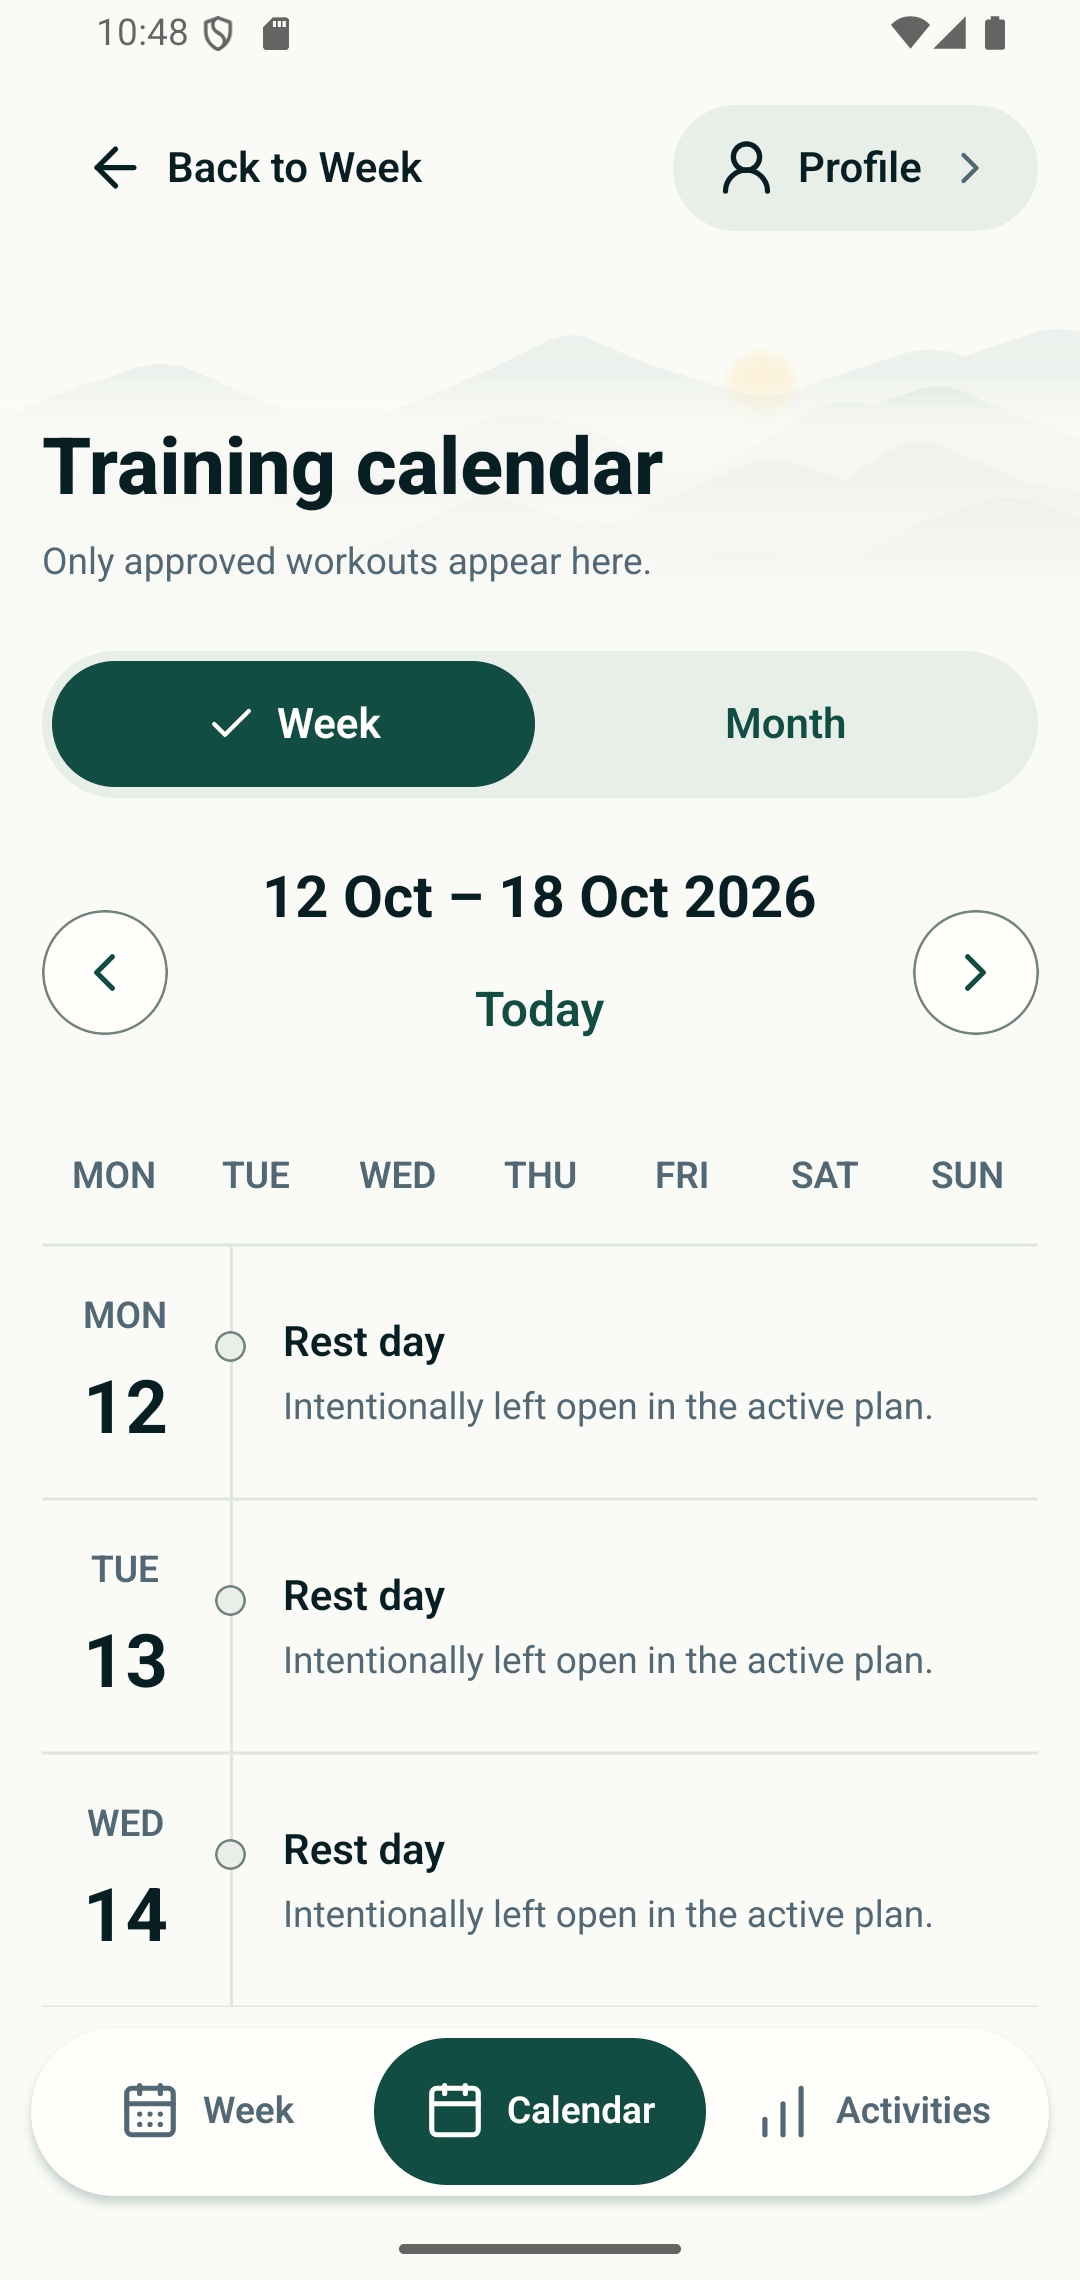 10:48
Back to Week
Profile
Training calendar
Only approved workouts appear here.
Week
Month
12 Oct – 18 Oct 2026
Today
MON TUE WED THU FRI SAT SUN
MON
12
Rest day
Intentionally left open in the active plan.
TUE
13
Rest day
Intentionally left open in the active plan.
WED
14
Rest day
Intentionally left open in the active plan.
Week
Calendar
Activities